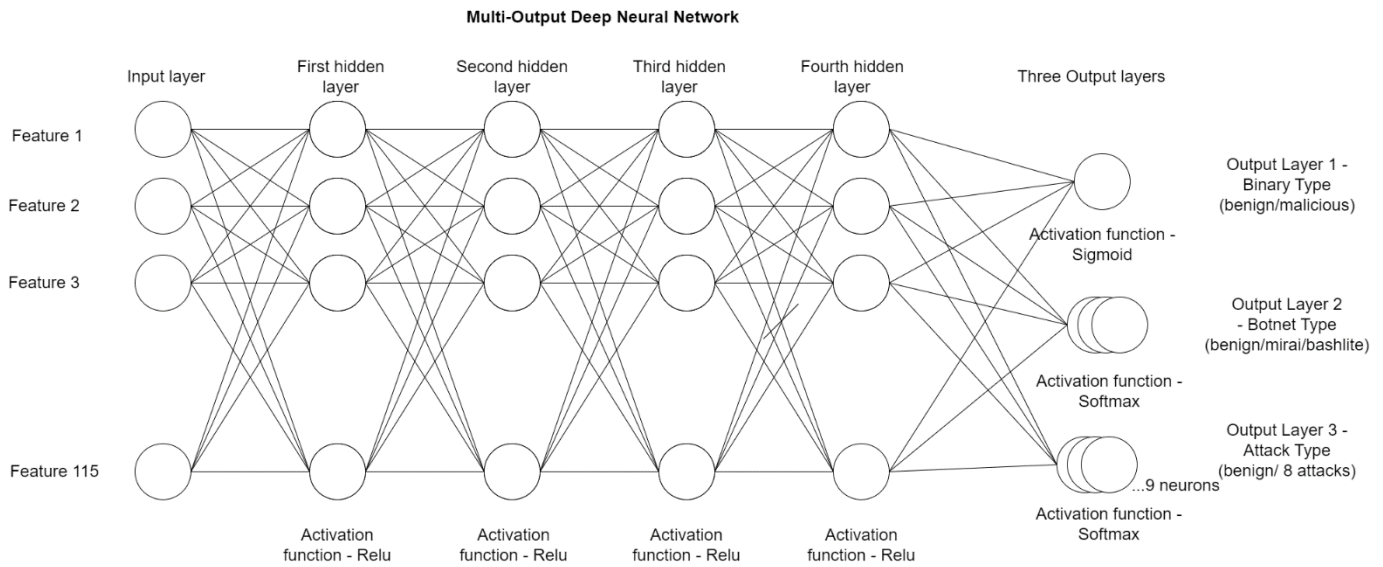 Multi-Output Deep Neural Network
Input layer
First hidden
layer
Second hidden
layer
Third hidden
layer
Fourth hidden
layer
Three Output layers
Feature 1
Feature 2
Feature 3
Feature 115
Output Layer 1 -
Binary Type
(benign/malicious)
Activation function -
Sigmoid
Output Layer 2
- Botnet Type
(benign/mirai/bashlite)
Activation function -
Softmax
Output Layer 3 -
Attack Type
(benign/ 8 attacks)
...9 neurons
Activation function -
Softmax
Activation
function - Relu
Activation
function - Relu
Activation
function - Relu
Activation
function - Relu